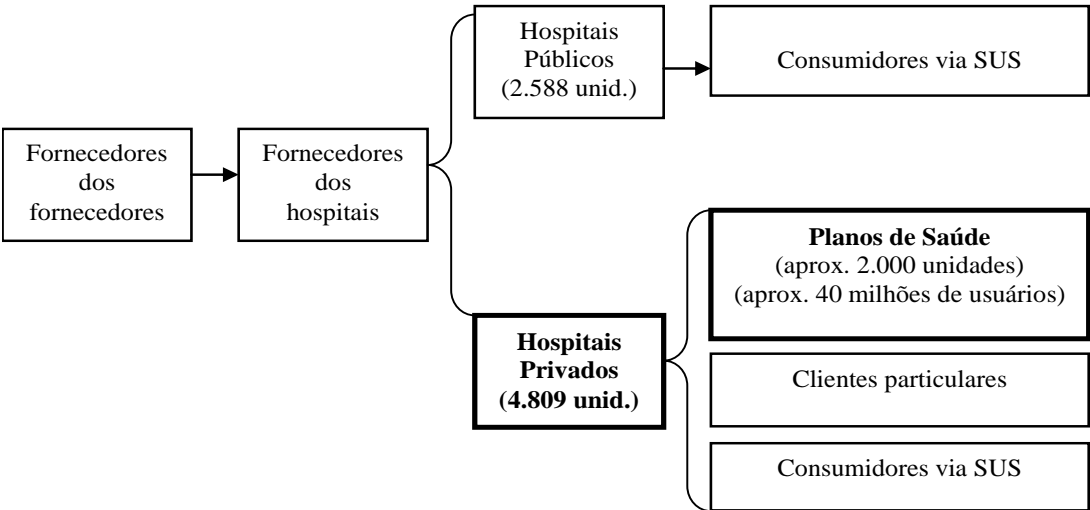 Fornecedores
dos
fornecedores
Fornecedores
dos
hospitais
Hospitais
Públicos
(2.588 unid.)
Consumidores via SUS
Hospitais
Privados
(4.809 unid.)
Planos de Saúde
(aprox. 2.000 unidades)
(aprox. 40 milhões de usuários)
Clientes particulares
Consumidores via SUS